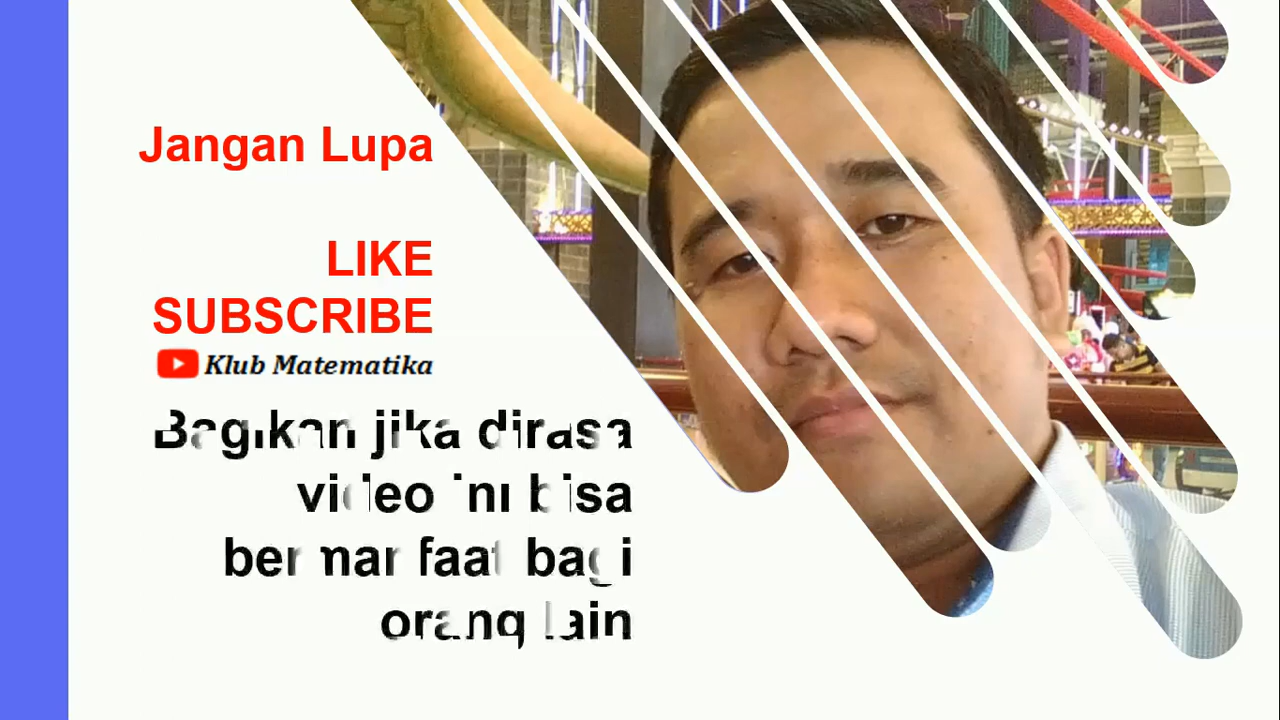 Jangan Lupa
LIKE
SUBSCRIBE
Klub Matematika
Bagikan jika dirasa
video ini bisa
bermanfaat bagi
orang lain